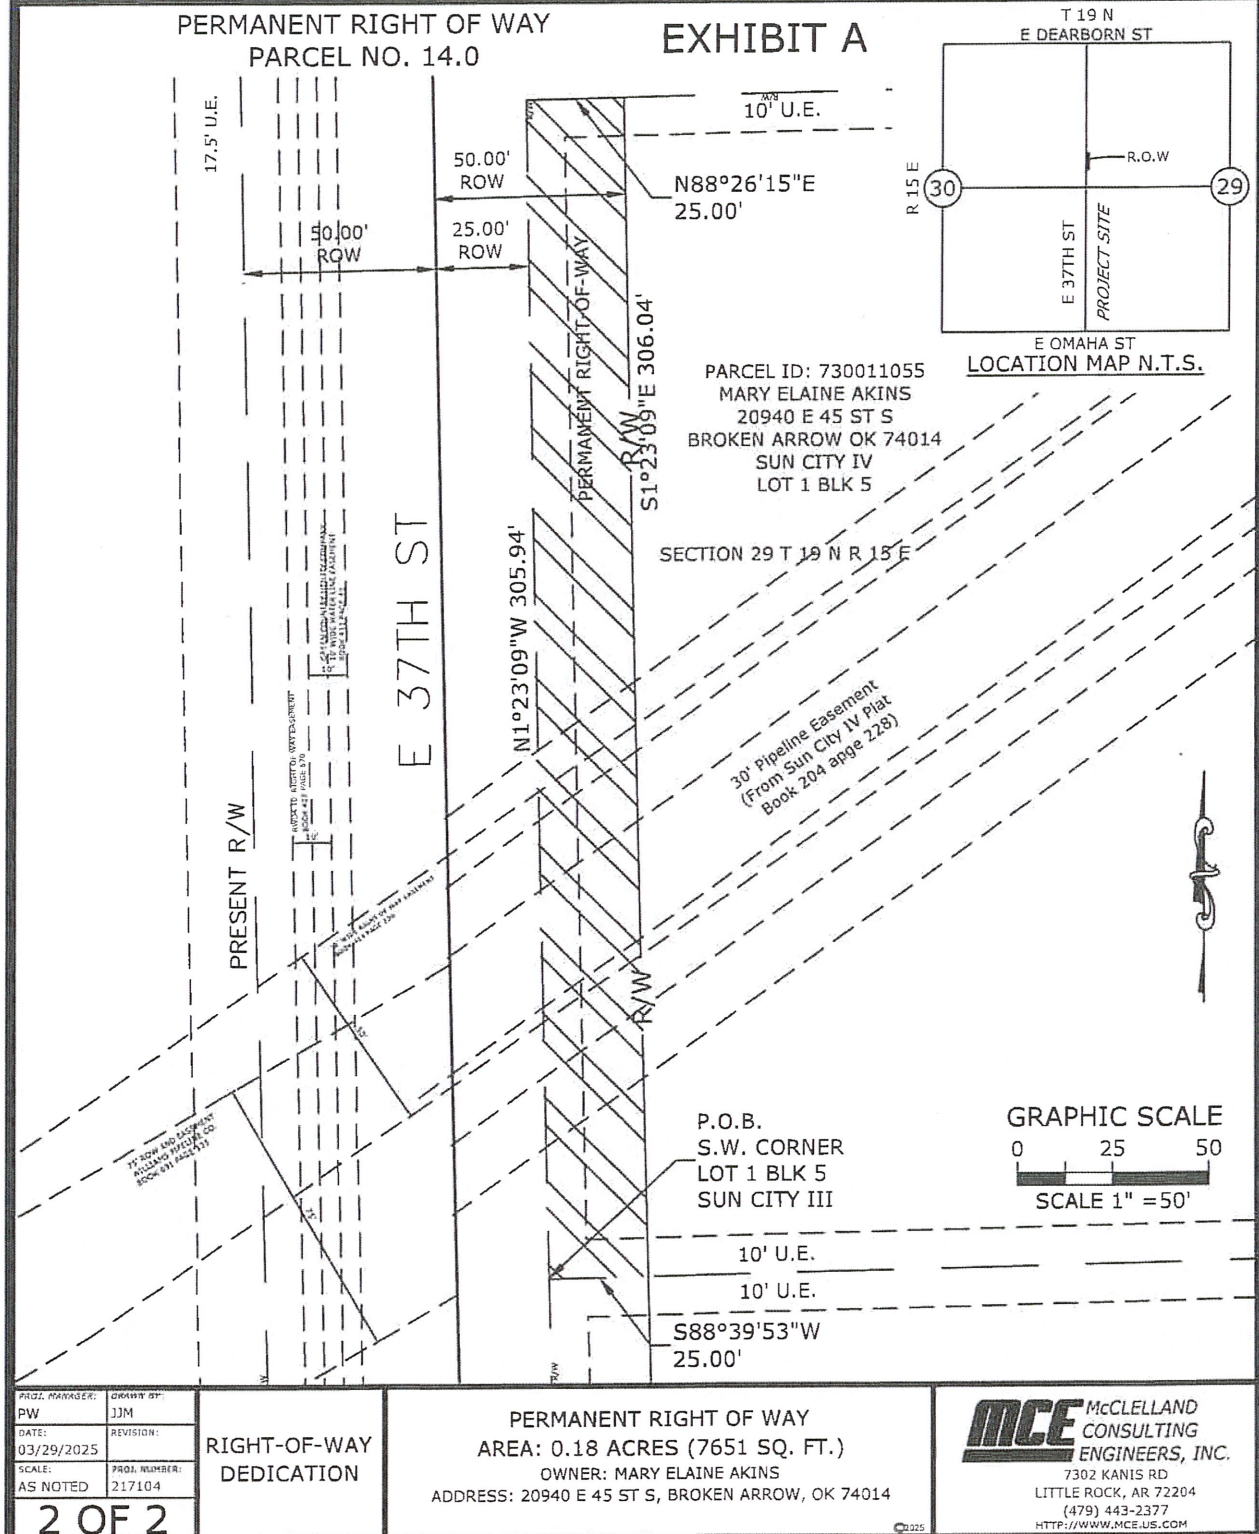 PERMANENT RIGHT OF WAY
PARCEL NO. 14.0
EXHIBIT A
T 19 N
E DEARBORN ST
R 15 E
30
29
R.O.W
E 37TH ST
PROJECT SITE
E OMAHA ST
LOCATION MAP N.T.S.
17.5' U.E.
R/W
R/W
10' U.E.
50.00'
ROW
N88°26'15"E
25.00'
50.00'
ROW
25.00'
ROW
PERMANENT RIGHT-OF-WAY
S1°23'09"E 306.04'
R/W
PARCEL ID: 730011055
MARY ELAINE AKINS
20940 E 45 ST S
BROKEN ARROW OK 74014
SUN CITY IV
LOT 1 BLK 5
SECTION 29 T 19 N R 15 E
N1°23'09"W 305.94'
E 37TH ST
30' Pipeline Easement
(From Sun City IV Plat
Book 204 apge 228)
PRESENT R/W
R/W
75' ROW AND EASEMENT
WILLIAMS PIPELINE CO.
P.O.B.
S.W. CORNER
LOT 1 BLK 5
SUN CITY III
GRAPHIC SCALE
0 25 50
SCALE 1" =50'
10' U.E.
10' U.E.
S88°39'53"W
25.00'
R/W
PROJ. MANAGER:
PW
DRAWN BY:
JJM
DATE:
03/29/2025
REVISION:
SCALE:
AS NOTED
PROJ. NUMBER:
217104
2 OF 2
RIGHT-OF-WAY
DEDICATION
PERMANENT RIGHT OF WAY
AREA: 0.18 ACRES (7651 SQ. FT.)
OWNER: MARY ELAINE AKINS
ADDRESS: 20940 E 45 ST S, BROKEN ARROW, OK 74014
©2025
MCE
McCLELLAND
CONSULTING
ENGINEERS, INC.
7302 KANIS RD
LITTLE ROCK, AR 72204
(479) 443-2377
HTTP://WWW.MCE.US.COM